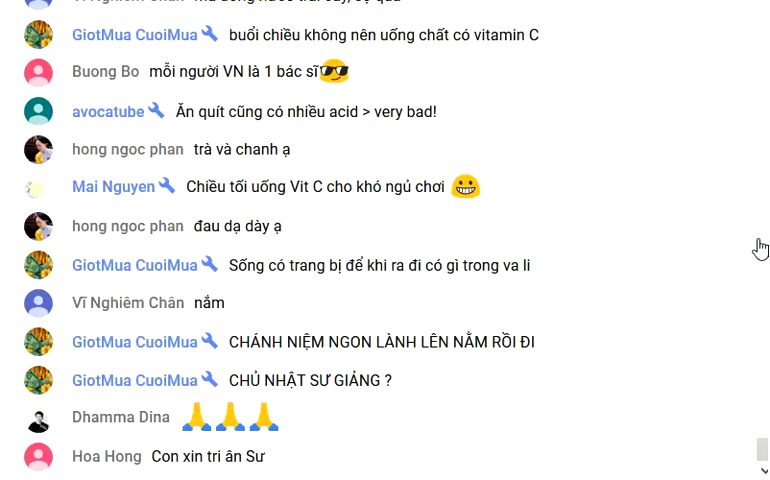 GiotMua CuoiMua buổi chiều không nên uống chất có vitamin C
Buong Bo mỗi người VN là 1 bác sĩ
avocatube Ăn quít cũng có nhiều acid > very bad!
hong ngoc phan trà và chanh ạ
Mai Nguyen Chiều tối uống Vit C cho khó ngủ chơi
hong ngoc phan đau dạ dày ạ
GiotMua CuoiMua Sống có trang bị để khi ra đi có gì trong va li
Vĩ Nghiêm Chân nắm
GiotMua CuoiMua CHÁNH NIỆM NGON LÀNH LÊN NẰM RỒI ĐI
GiotMua CuoiMua CHỦ NHẬT SƯ GIẢNG ?
Dhamma Dina
Hoa Hong Con xin tri ân Sư